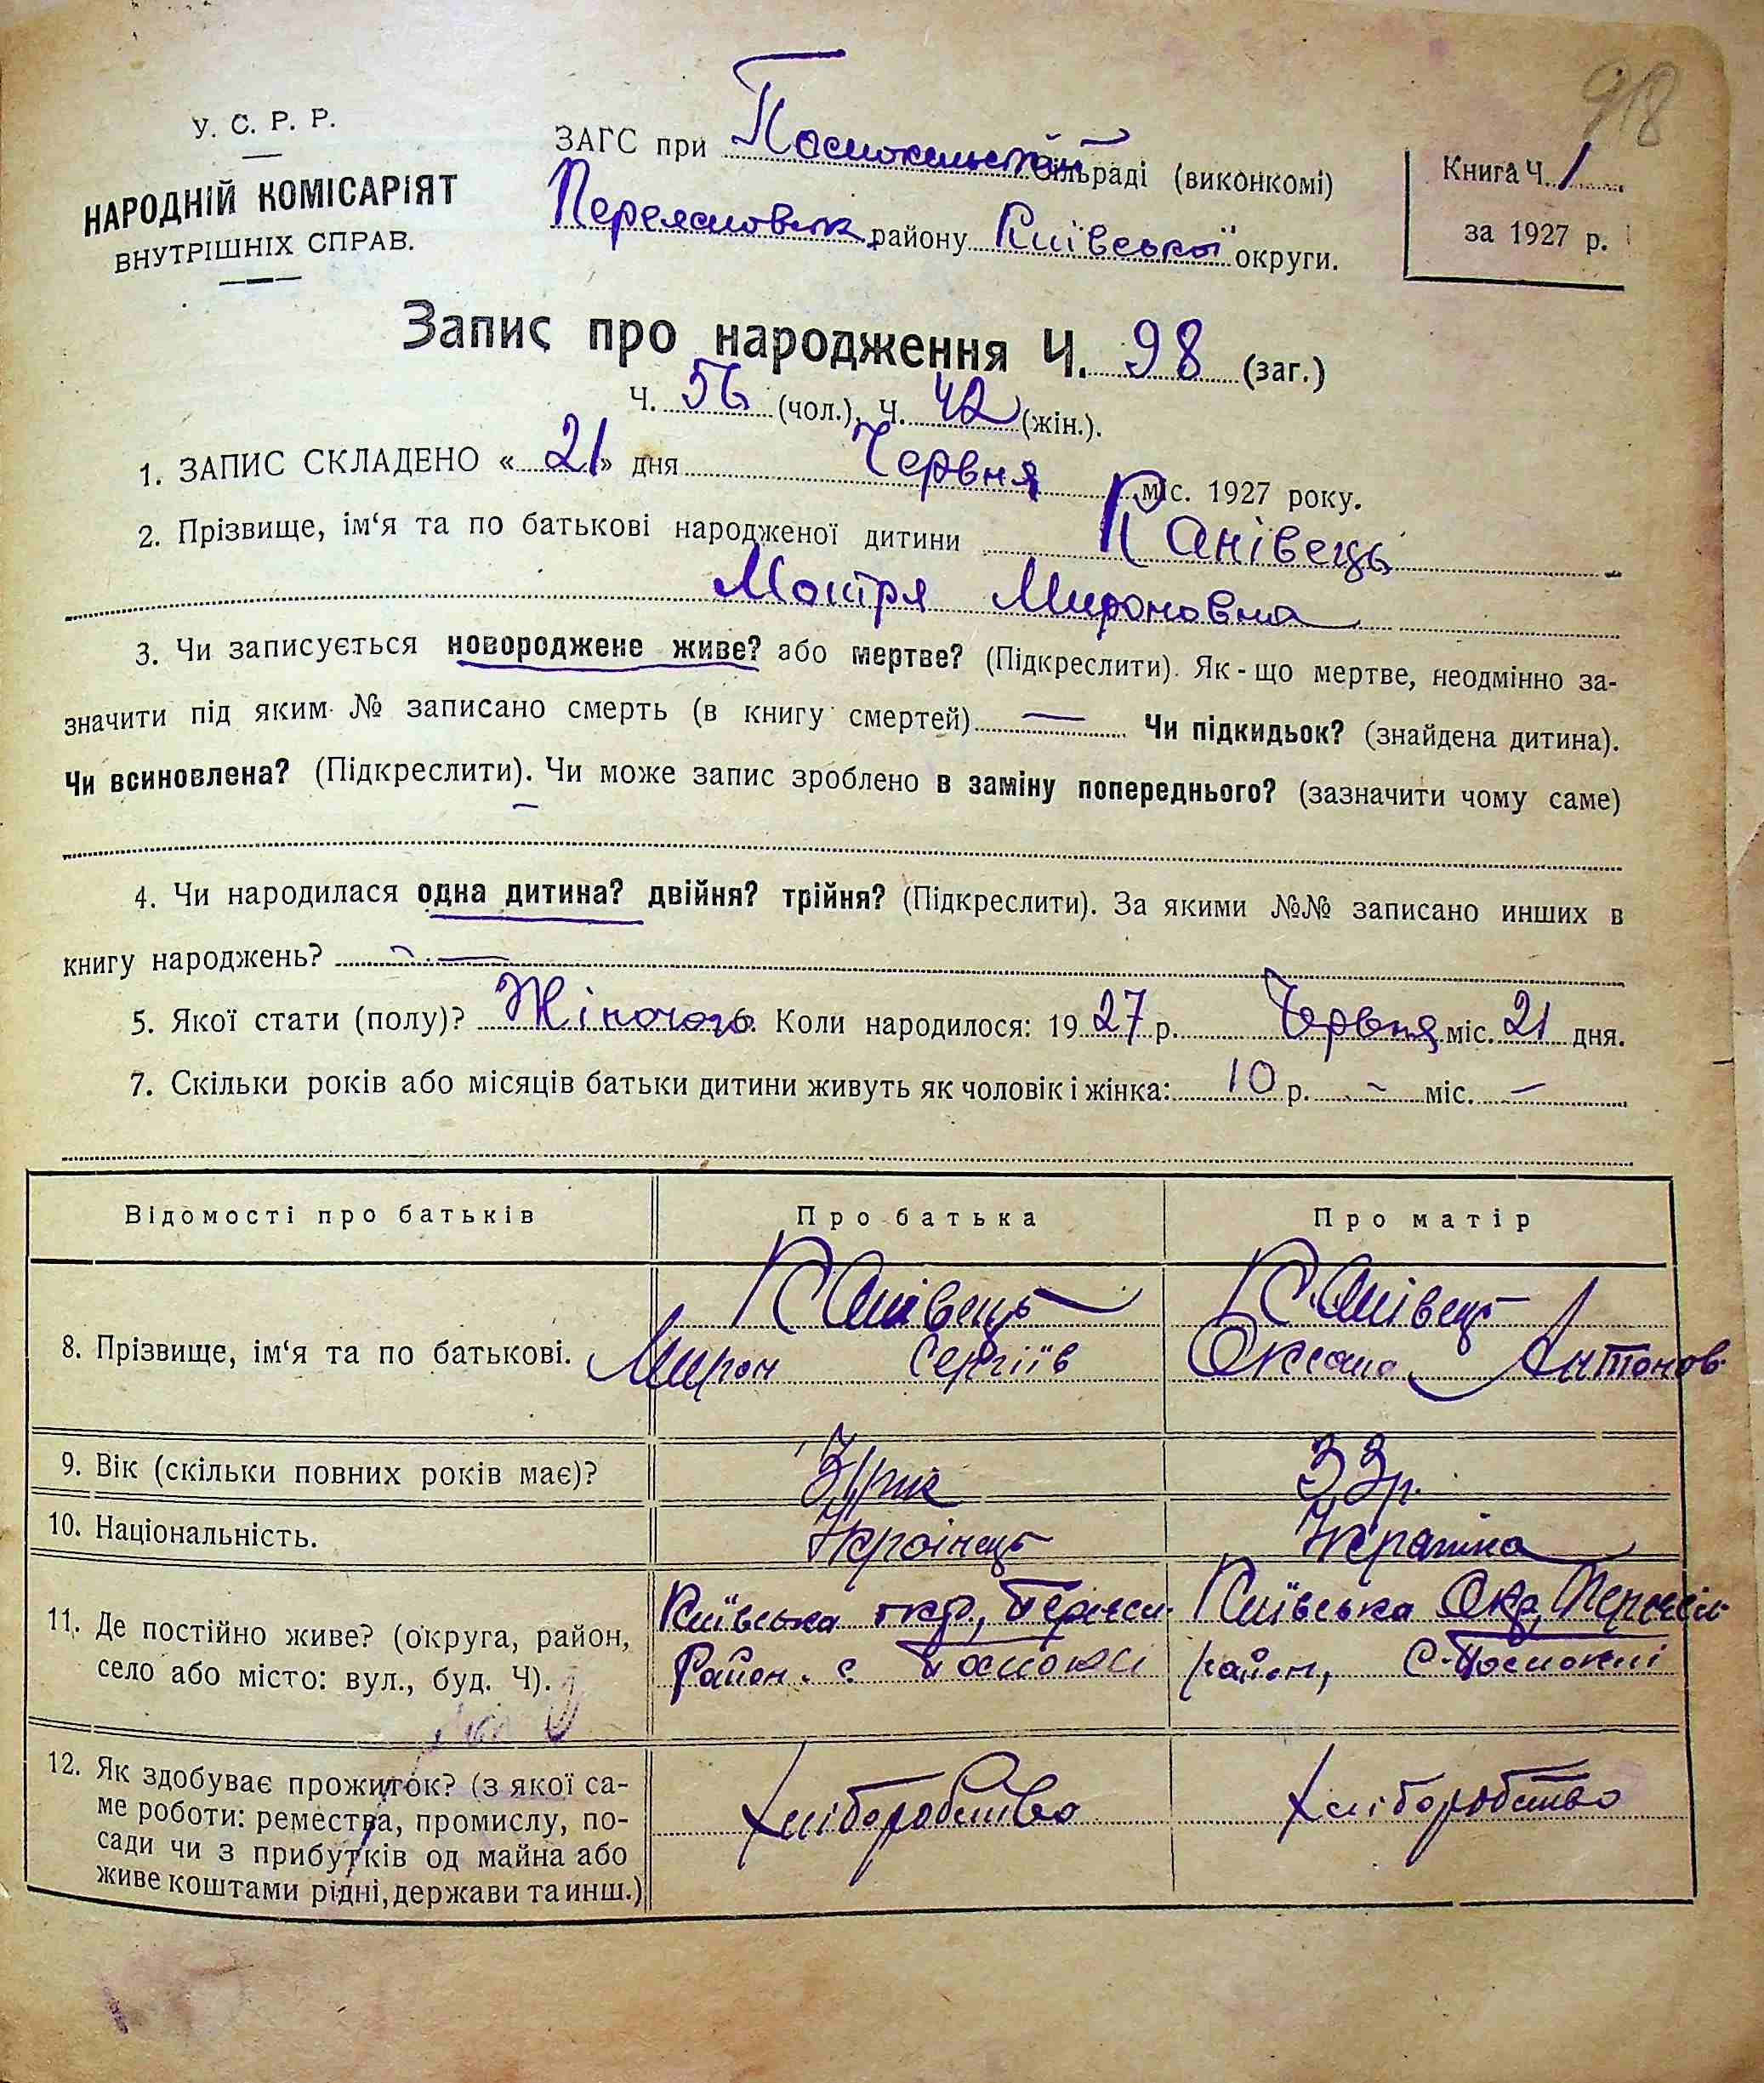 98
У. С. Р. Р.
НАРОДНІЙ КОМІСАРІЯТ
ВНУТРІШНІХ СПРАВ.
ЗАГС при сільраді (виконкомі)
району Київської округи.
Книга Ч. 1
за 1927 р.
Запис про народження Ч. 98 (заг.)
Ч. 56 (чол.), Ч. 42 (жін.).
1. ЗАПИС СКЛАДЕНО « 21 » дня Червня міс. 1927 року.
2. Прізвище, ім‘я та по батькові народженої дитини Канівець
Мотря Мироновна
3. Чи записується новороджене живе? або мертве? (Підкреслити). Як-що мертве, неодмінно за-
значити під яким № записано смерть (в книгу смертей) — Чи підкидьок? (знайдена дитина).
Чи всиновлена? (Підкреслити). Чи може запис зроблено в заміну попереднього? (зазначити чому саме)
4. Чи народилася одна дитина? двійня? трійня? (Підкреслити). За якими №№ записано инших в
книгу народжень? —
5. Якої стати (полу)? Жіночого 6. Коли народилося: 1927 р. Червня міс. 21 дня.
7. Скільки років або місяців батьки дитини живуть як чоловік і жінка: 10 р. — міс. —
Відомості про батьків Про батька Про матір
8. Прізвище, ім‘я та по батькові. Канівець Канівець
Мирон Сергіїв Оксана Антонов
9. Вік (скільки повних років має)? 33 р.
10. Національність. Українець Українка
11. Де постійно живе? (округа, район,
село або місто: вул., буд. Ч).
Київська окр., Київська Окр,
Район. с район, с.
12. Як здобуває прожиток? (з якої са-
ме роботи: ремества, промислу, по-
сади чи з прибутків од майна або
живе коштами рідні, держави та инш.)
хліборобство хліборобство